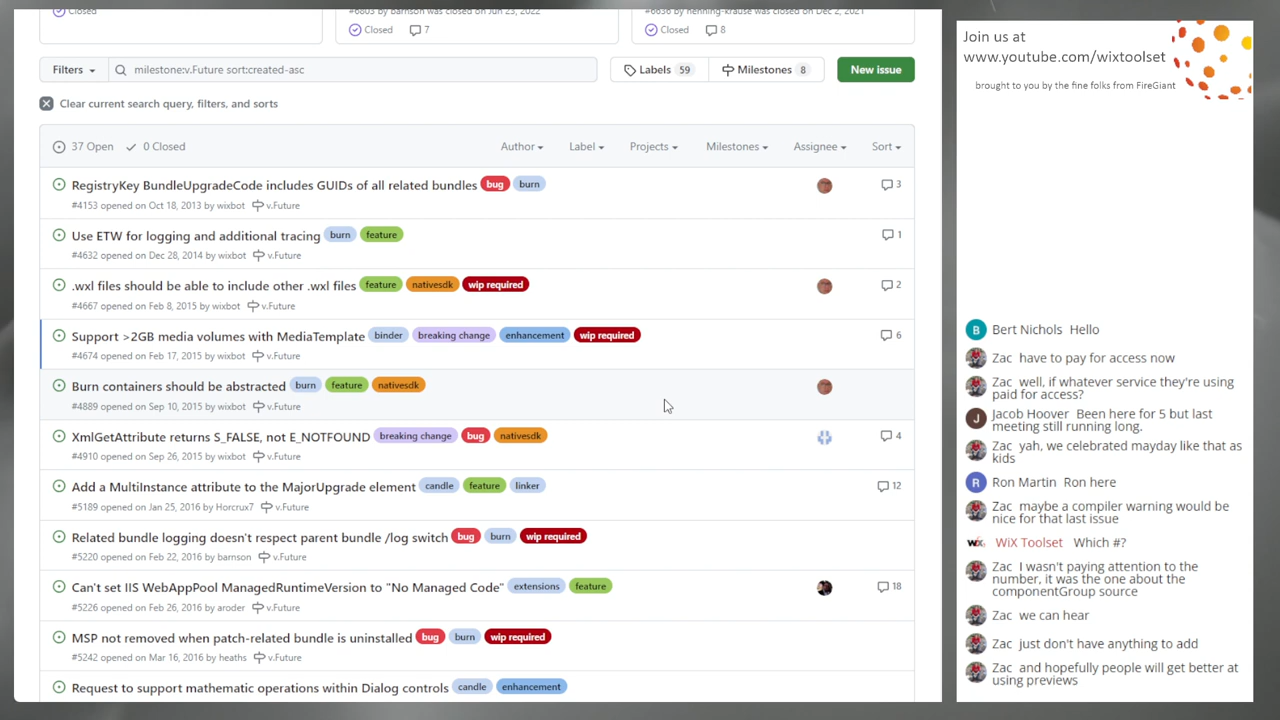 Closed
#6803 by barnson was closed on Jun 23, 2022
Closed 7
#6636 by henning-krause was closed on Dec 2, 2021
Closed 8
Filters milestone:v.Future sort:created-asc Labels 59 Milestones 8 New issue
Clear current search query, filters, and sorts
37 Open 0 Closed Author Label Projects Milestones Assignee Sort
RegistryKey BundleUpgradeCode includes GUIDs of all related bundles bug burn 3
#4153 opened on Oct 18, 2013 by wixbot v.Future
Use ETW for logging and additional tracing burn feature 1
#4632 opened on Dec 28, 2014 by wixbot v.Future
.wxl files should be able to include other .wxl files feature nativesdk wip required 2
#4667 opened on Feb 8, 2015 by wixbot v.Future
Support >2GB media volumes with MediaTemplate binder breaking change enhancement wip required 6
#4674 opened on Feb 17, 2015 by wixbot v.Future
Burn containers should be abstracted burn feature nativesdk
#4889 opened on Sep 10, 2015 by wixbot v.Future
XmlGetAttribute returns S_FALSE, not E_NOTFOUND breaking change bug nativesdk 4
#4910 opened on Sep 26, 2015 by wixbot v.Future
Add a MultiInstance attribute to the MajorUpgrade element candle feature linker 12
#5189 opened on Jan 25, 2016 by Horcrux7 v.Future
Related bundle logging doesn't respect parent bundle /log switch bug burn wip required
#5220 opened on Feb 22, 2016 by barnson v.Future
Can't set IIS WebAppPool ManagedRuntimeVersion to "No Managed Code" extensions feature 18
#5226 opened on Feb 26, 2016 by aroder v.Future
MSP not removed when patch-related bundle is uninstalled bug burn wip required
#5242 opened on Mar 16, 2016 by heaths v.Future
Request to support mathematic operations within Dialog controls candle enhancement
Join us at
www.youtube.com/wixtoolset
brought to you by the fine folks from FireGiant
B Bert Nichols Hello
Zac have to pay for access now
Zac well, if whatever service they're using
paid for access?
J Jacob Hoover Been here for 5 but last
meeting still running long.
Zac yah, we celebrated mayday like that as
kids
R Ron Martin Ron here
Zac maybe a compiler warning would be
nice for that last issue
WiX WiX Toolset Which #?
Zac I wasn't paying attention to the
number, it was the one about the
componentGroup source
Zac we can hear
Zac just don't have anything to add
Zac and hopefully people will get better at
using previews